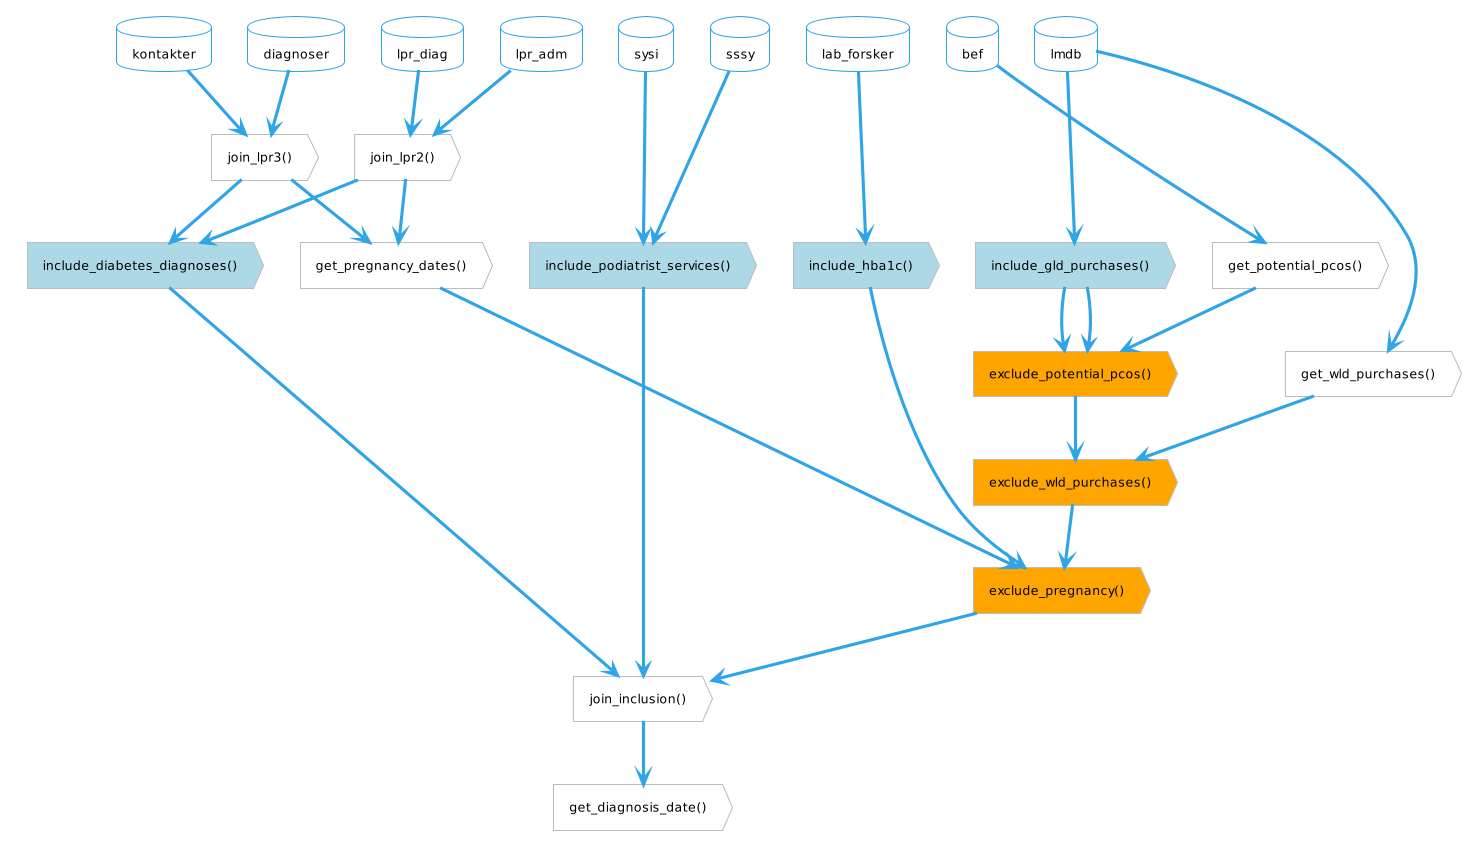 kontakter
diagnoser
lpr_diag
lpr_adm
sysi
sssy
lab_forsker
bef
lmdb
join_lpr3()
join_lpr2()
include_diabetes_diagnoses()
get_pregnancy_dates()
include_podiatrist_services()
include_hba1c()
include_gld_purchases()
get_potential_pcos()
exclude_potential_pcos()
get_wld_purchases()
exclude_wld_purchases()
exclude_pregnancy()
join_inclusion()
get_diagnosis_date()